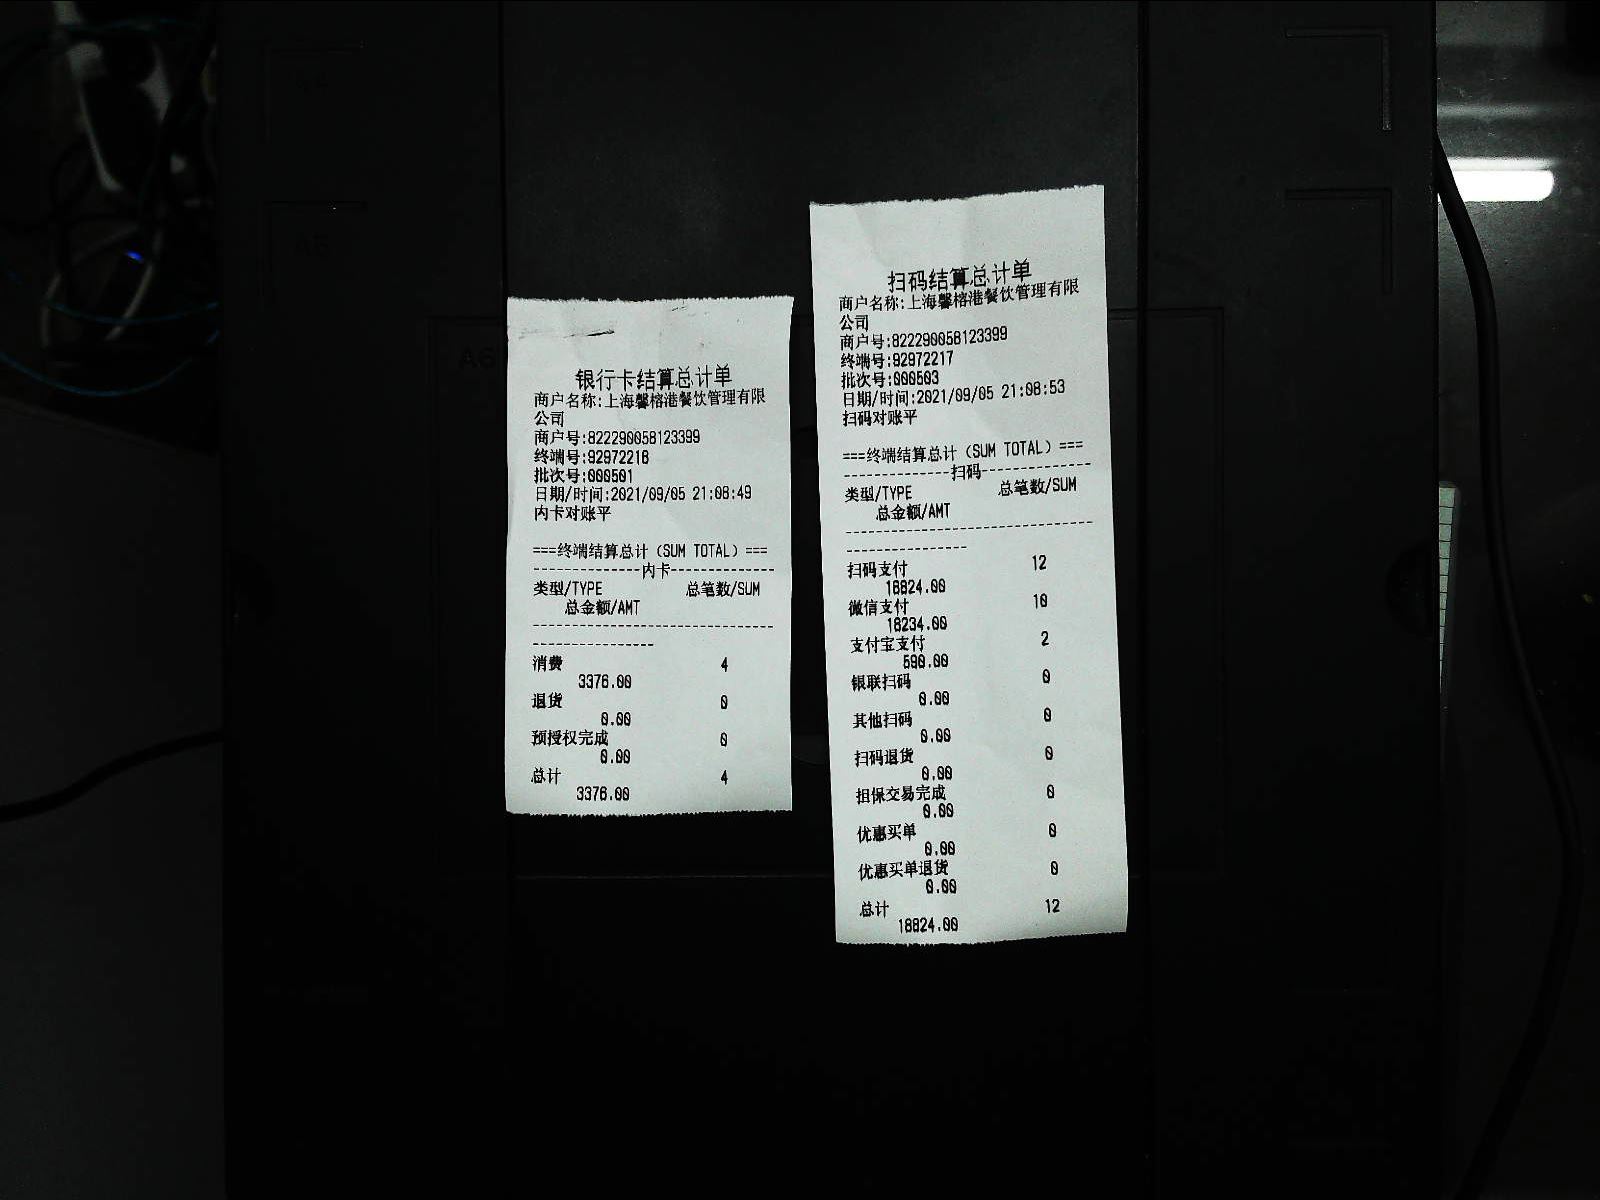 银行卡结算总计单
商户名称:上海馨榕港餐饮管理有限
公司
商户号:822290058123399
终端号:92972216
批次号:000501
日期/时间:2021/09/05 21:08:49
内卡对账平
===终端结算总计(SUM TOTAL)===
---------------内卡---------------
类型/TYPE 总笔数/SUM
总金额/AMT
----------------------------------
-----------------
消费 4
3376.00
退货 0
0.00
预授权完成 0
0.00
总计 4
3376.00
扫码结算总计单
商户名称:上海馨榕港餐饮管理有限
公司
商户号:822290058123399
终端号:92972217
批次号:000503
日期/时间:2021/09/05 21:08:53
扫码对账平
===终端结算总计(SUM TOTAL)===
---------------扫码---------------
类型/TYPE 总笔数/SUM
总金额/AMT
----------------------------------
-----------------
扫码支付 12
18824.00
微信支付 10
18234.00
支付宝支付 2
590.00
银联扫码 0
0.00
其他扫码 0
0.00
扫码退货 0
0.00
担保交易完成 0
0.00
优惠买单 0
0.00
优惠买单退货 0
0.00
总计 12
18824.00
A6
A5